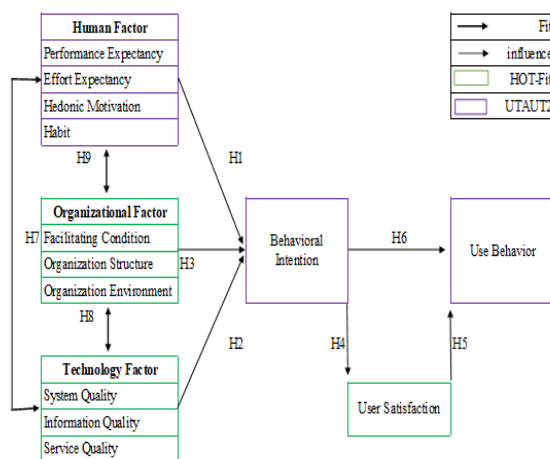 Human Factor
Performance Expectancy
Effort Expectancy
Hedonic Motivation
Habit
H9
H1
Organizational Factor
Facilitating Condition
Organization Structure
Organization Environment
H7
H3
H8
H2
Technology Factor
System Quality
Information Quality
Service Quality
Behavioral
Intention
H6
Use Behavior
H4
H5
User Satisfaction
Fit
influence
HOT-Fit
UTAUT2